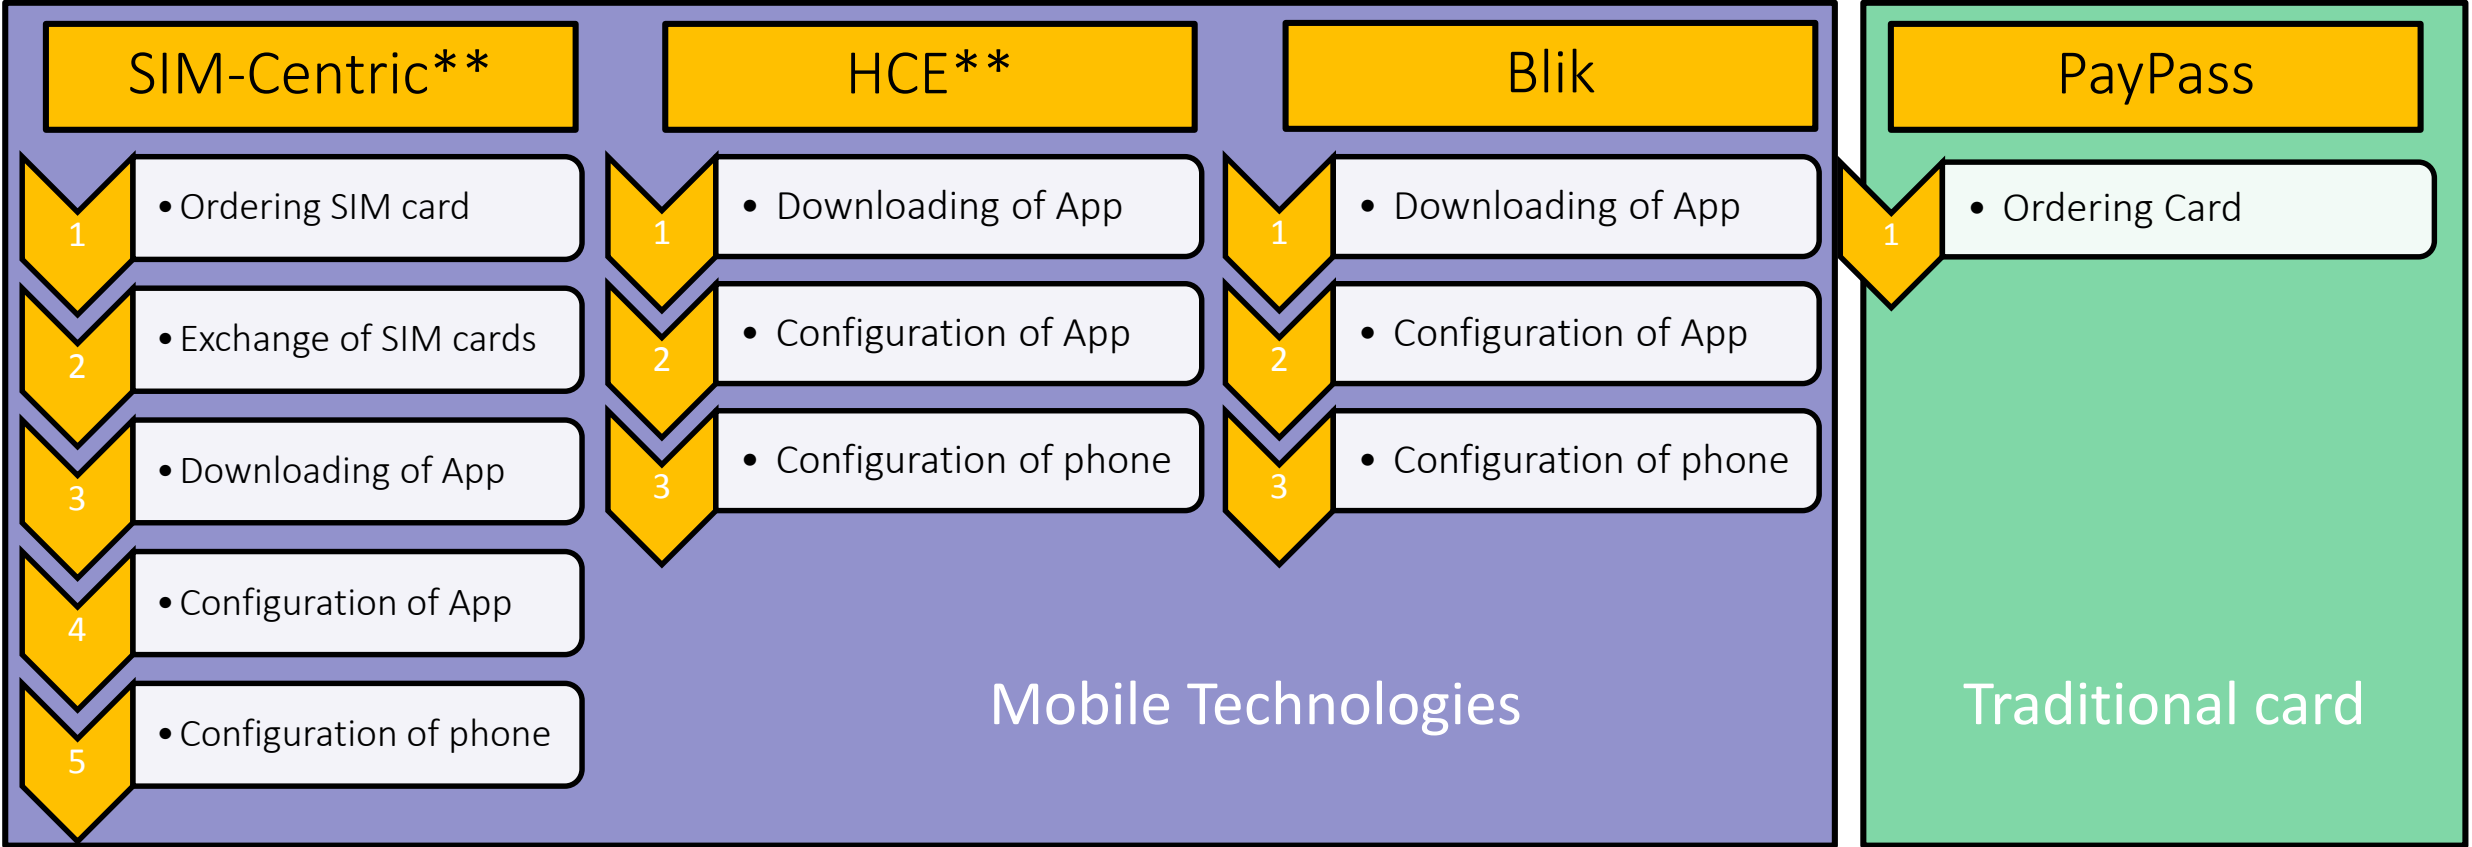 SIM-Centric**
1
• Ordering SIM card
2
• Exchange of SIM cards
3
• Downloading of App
4
• Configuration of App
5
• Configuration of phone
HCE**
1
• Downloading of App
2
• Configuration of App
3
• Configuration of phone
Blik
1
• Downloading of App
2
• Configuration of App
3
• Configuration of phone
Mobile Technologies
PayPass
1
• Ordering Card
Traditional card